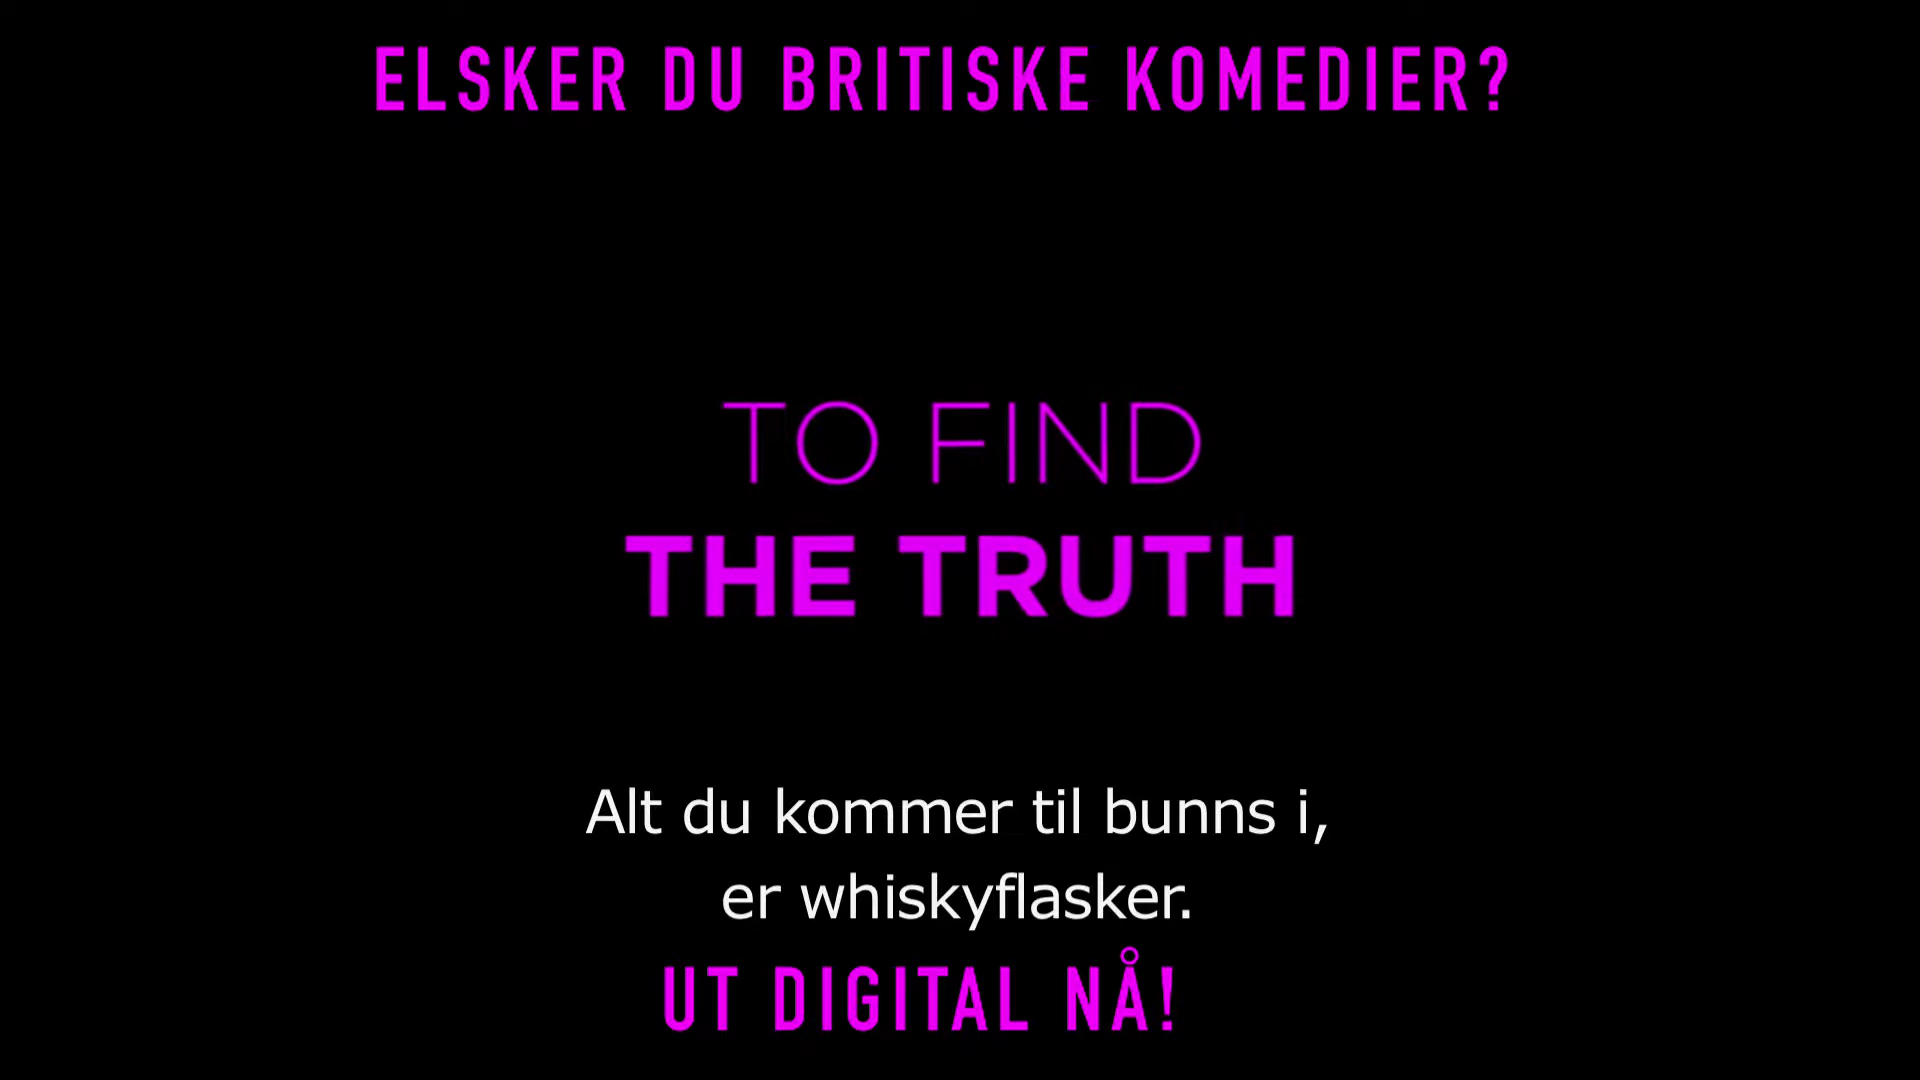 ELSKER DU BRITISKE KOMEDIER?
TO FIND
THE TRUTH
Alt du kommer til bunns i,
er whiskyflasker.
UT DIGITAL NÅ!